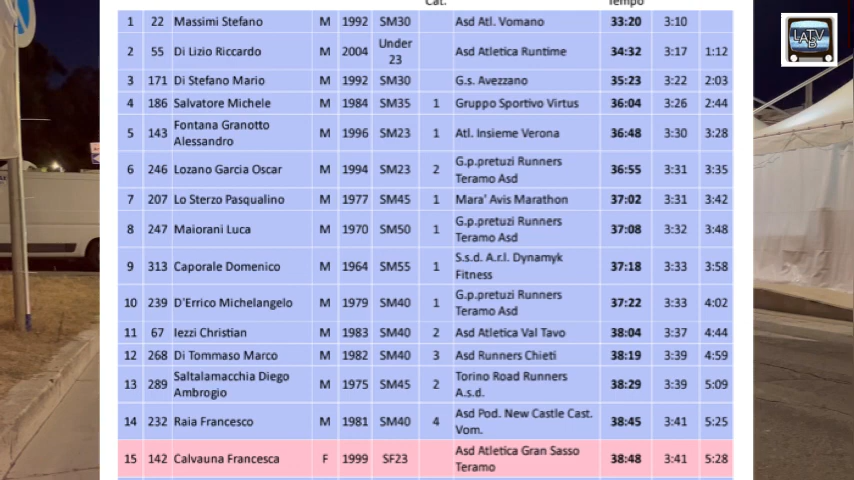 Cat. Tempo
1 22 Massimi Stefano M 1992 SM30 Asd Atl. Vomano 33:20 3:10
2 55 Di Lizio Riccardo M 2004 Under 23 Asd Atletica Runtime 34:32 3:17 1:12
3 171 Di Stefano Mario M 1992 SM30 G.s. Avezzano 35:23 3:22 2:03
4 186 Salvatore Michele M 1984 SM35 1 Gruppo Sportivo Virtus 36:04 3:26 2:44
5 143 Fontana Granotto Alessandro M 1996 SM23 1 Atl. Insieme Verona 36:48 3:30 3:28
6 246 Lozano Garcia Oscar M 1994 SM23 2 G.p.pretuzi Runners Teramo Asd 36:55 3:31 3:35
7 207 Lo Sterzo Pasqualino M 1977 SM45 1 Mara' Avis Marathon 37:02 3:31 3:42
8 247 Maiorani Luca M 1970 SM50 1 G.p.pretuzi Runners Teramo Asd 37:08 3:32 3:48
9 313 Caporale Domenico M 1964 SM55 1 S.s.d. A.r.l. Dynamyk Fitness 37:18 3:33 3:58
10 239 D'Errico Michelangelo M 1979 SM40 1 G.p.pretuzi Runners Teramo Asd 37:22 3:33 4:02
11 67 Iezzi Christian M 1983 SM40 2 Asd Atletica Val Tavo 38:04 3:37 4:44
12 268 Di Tommaso Marco M 1982 SM40 3 Asd Runners Chieti 38:19 3:39 4:59
13 289 Saltalamacchia Diego Ambrogio M 1975 SM45 2 Torino Road Runners A.s.d. 38:29 3:39 5:09
14 232 Raia Francesco M 1981 SM40 4 Asd Pod. New Castle Cast. Vom. 38:45 3:41 5:25
15 142 Calvauna Francesca F 1999 SF23 Asd Atletica Gran Sasso Teramo 38:48 3:41 5:28